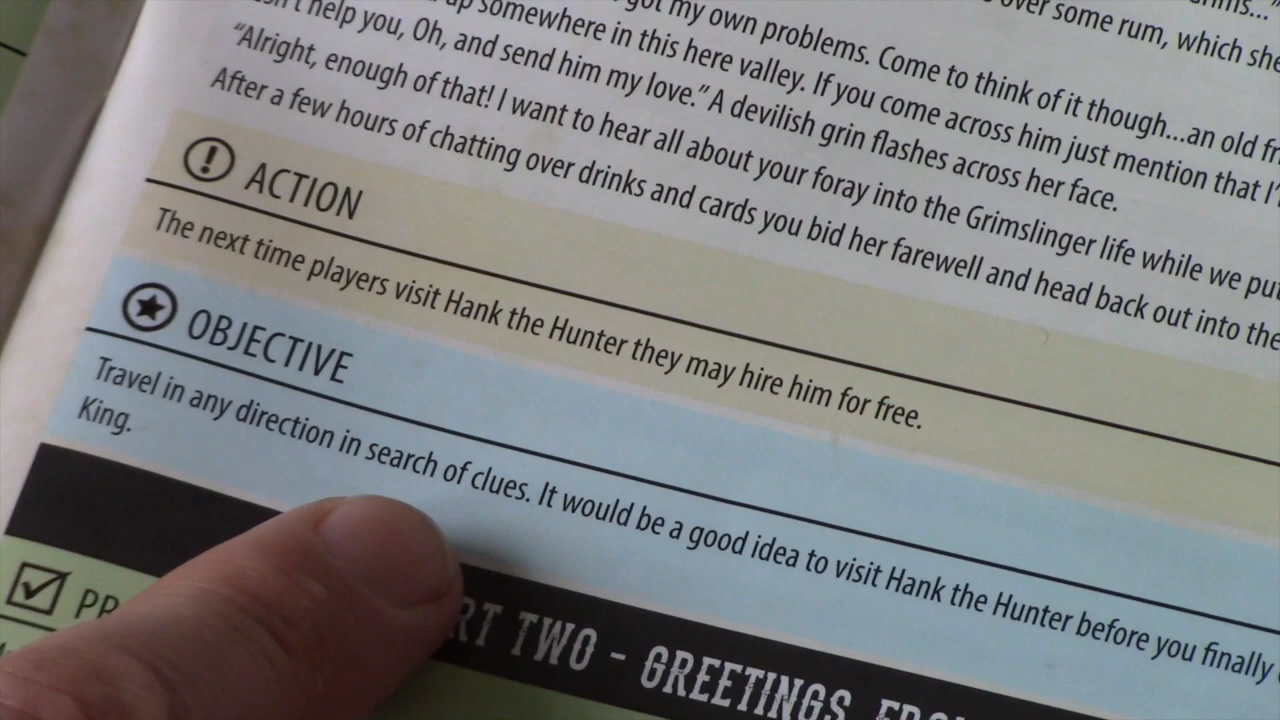 over some rum, which she
got my own problems. Come to think of it though...an old fr
up somewhere in this here valley. If you come across him just mention that I'
help you, Oh, and send him my love.” A devilish grin flashes across her face.
“Alright, enough of that! I want to hear all about your foray into the Grimslinger life while we put
After a few hours of chatting over drinks and cards you bid her farewell and head back out into the
ACTION
The next time players visit Hank the Hunter they may hire him for free.
OBJECTIVE
Travel in any direction in search of clues. It would be a good idea to visit Hank the Hunter before you finally
King.
RT TWO - GREETINGS FRO
PR